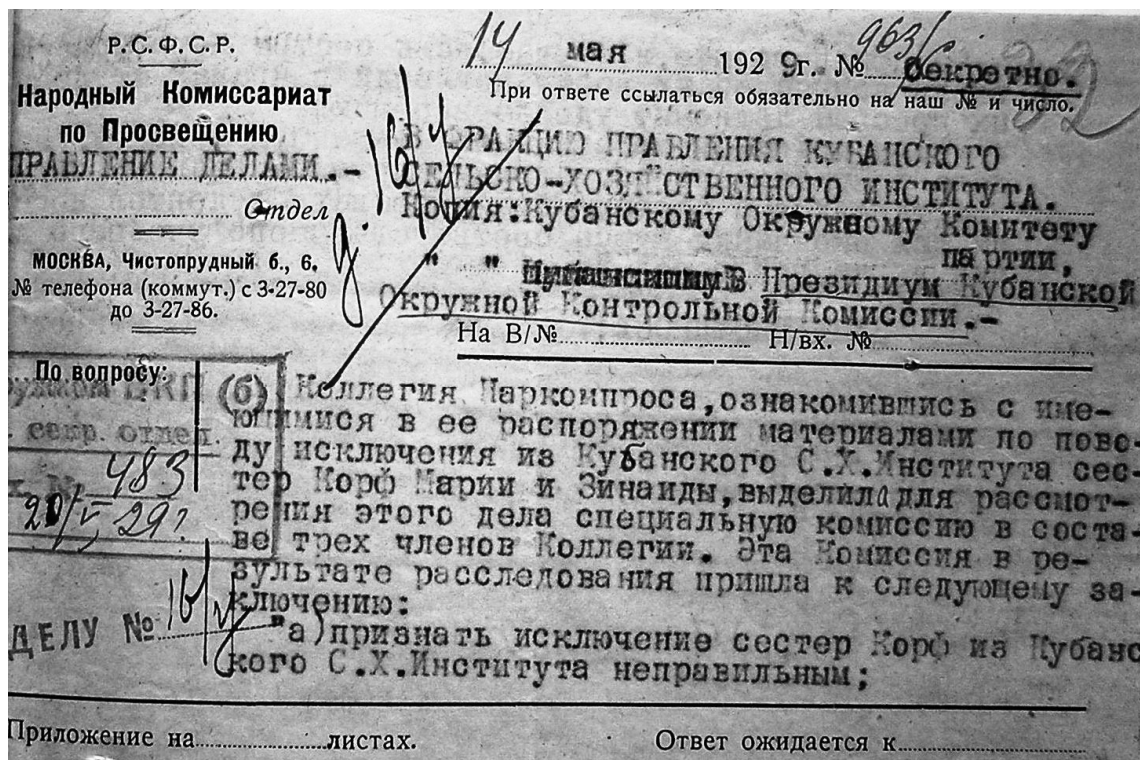 Р.С.Ф.С.Р.
Народный Комиссариат
по Просвещению
ПРАВЛЕНИЕ ДЕЛАМИ.-
Отдел
МОСКВА, Чистопрудный б., 6.
№ телефона (коммут.) с 3-27-80
до 3-27-86.
По вопросу:
(б)
секр. отдел.
483
20/V 29г.
ДЕЛУ № 16/
14 мая 1929г. № 963/с
Секретно.
32
При ответе ссылаться обязательно на наш № и число.
ПРАВЛЕНИЯ КУБАНСКОГО
СЕЛЬСКО-ХОЗЯЙСТВЕННОГО ИНСТИТУТА.
Копия: Кубанскому Окружному Комитету
партии,
" " В Президиум Кубанской
Окружной Контрольной Комиссии.-
На В/№ Н/вх. №
Коллегия Наркомпроса, ознакомившись с име-
ющимися в ее распоряжении материалами по пово-
ду исключения из Кубанского С.Х.Института сес-
тер Корф Марии и Зинаиды, выделила для рассмот-
рения этого дела специальную комиссию в соста-
ве трех членов Коллегии. Эта Комиссия в ре-
зультате расследования пришла к следующему за-
ключению:
"а) признать исключение сестер Корф из Кубанс
кого С.Х.Института неправильным;
Приложение на листах.
Ответ ожидается к